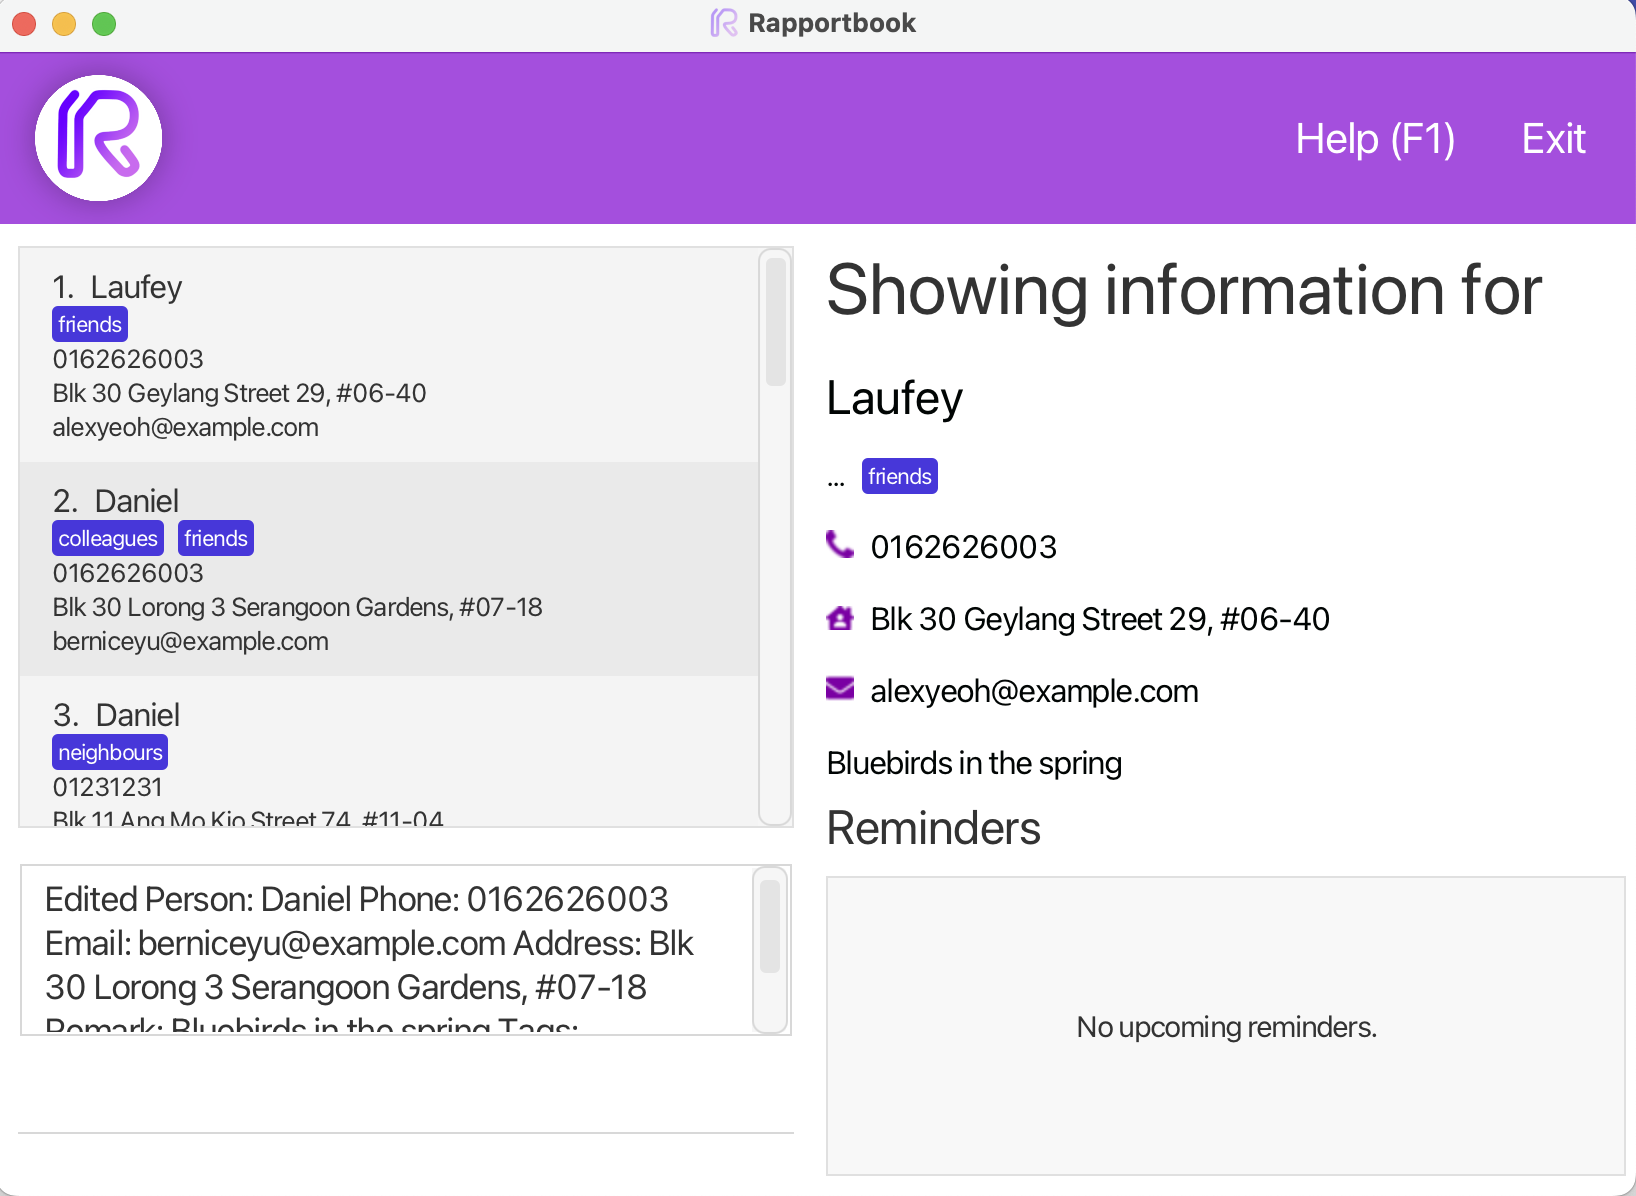 Rapportbook
Help (F1) Exit
1. Laufey
friends
0162626003
Blk 30 Geylang Street 29, #06-40
alexyeoh@example.com
2. Daniel
colleagues friends
0162626003
Blk 30 Lorong 3 Serangoon Gardens, #07-18
berniceyu@example.com
3. Daniel
neighbours
01231231
Blk 11 Ang Mo Kio Street 74, #11-04
Edited Person: Daniel Phone: 0162626003
Email: berniceyu@example.com Address: Blk
30 Lorong 3 Serangoon Gardens, #07-18
Remark: Bluebirds in the spring Tags:
Showing information for
Laufey
... friends
0162626003
Blk 30 Geylang Street 29, #06-40
alexyeoh@example.com
Bluebirds in the spring
Reminders
No upcoming reminders.